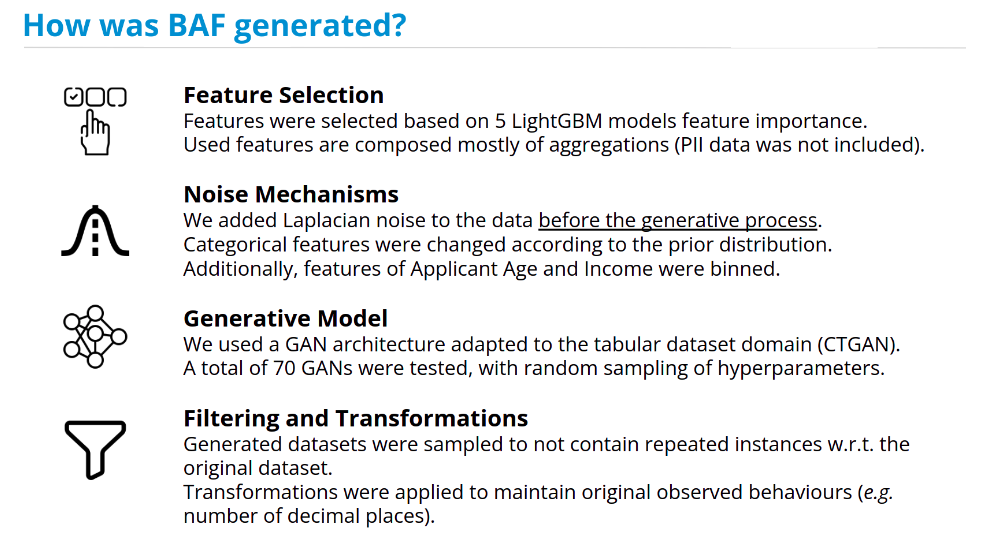 How was BAF generated?
Feature Selection
Features were selected based on 5 LightGBM models feature importance.
Used features are composed mostly of aggregations (PII data was not included).
Noise Mechanisms
We added Laplacian noise to the data before the generative process.
Categorical features were changed according to the prior distribution.
Additionally, features of Applicant Age and Income were binned.
Generative Model
We used a GAN architecture adapted to the tabular dataset domain (CTGAN).
A total of 70 GANs were tested, with random sampling of hyperparameters.
Filtering and Transformations
Generated datasets were sampled to not contain repeated instances w.r.t. the
original dataset.
Transformations were applied to maintain original observed behaviours (e.g.
number of decimal places).